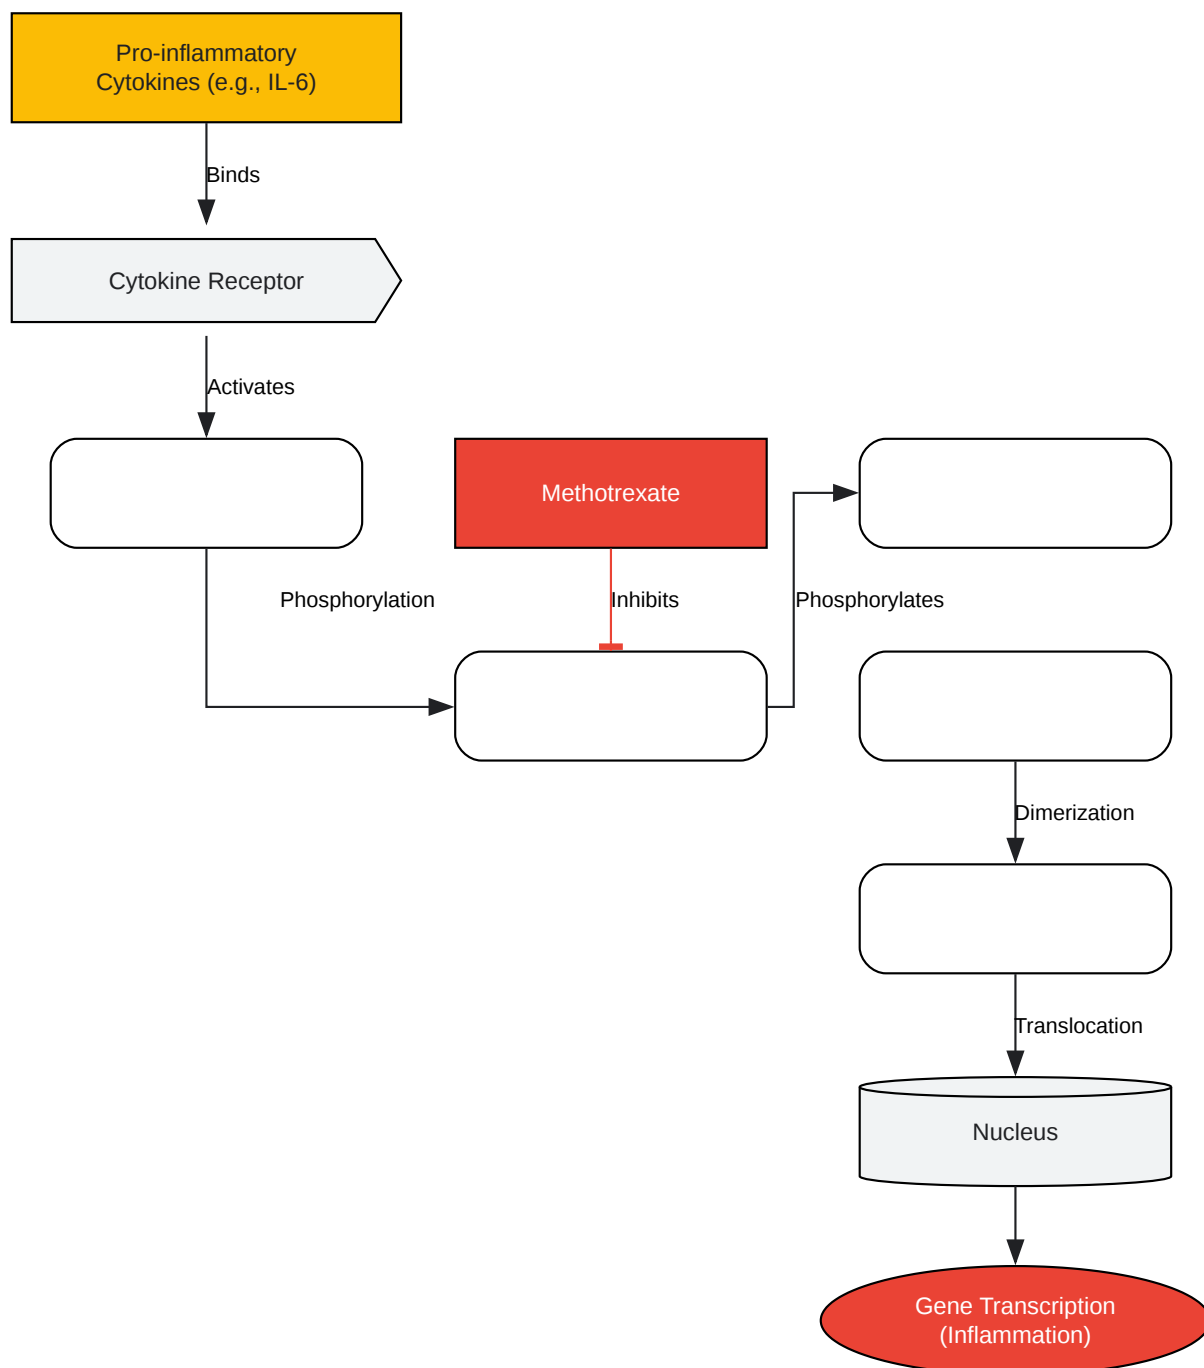 Pro-inflammatory
Cytokines (e.g., IL-6)
Binds
Cytokine Receptor
Activates
Methotrexate
Phosphorylation
Inhibits
Phosphorylates
Dimerization
Translocation
Nucleus
Gene Transcription
(Inflammation)